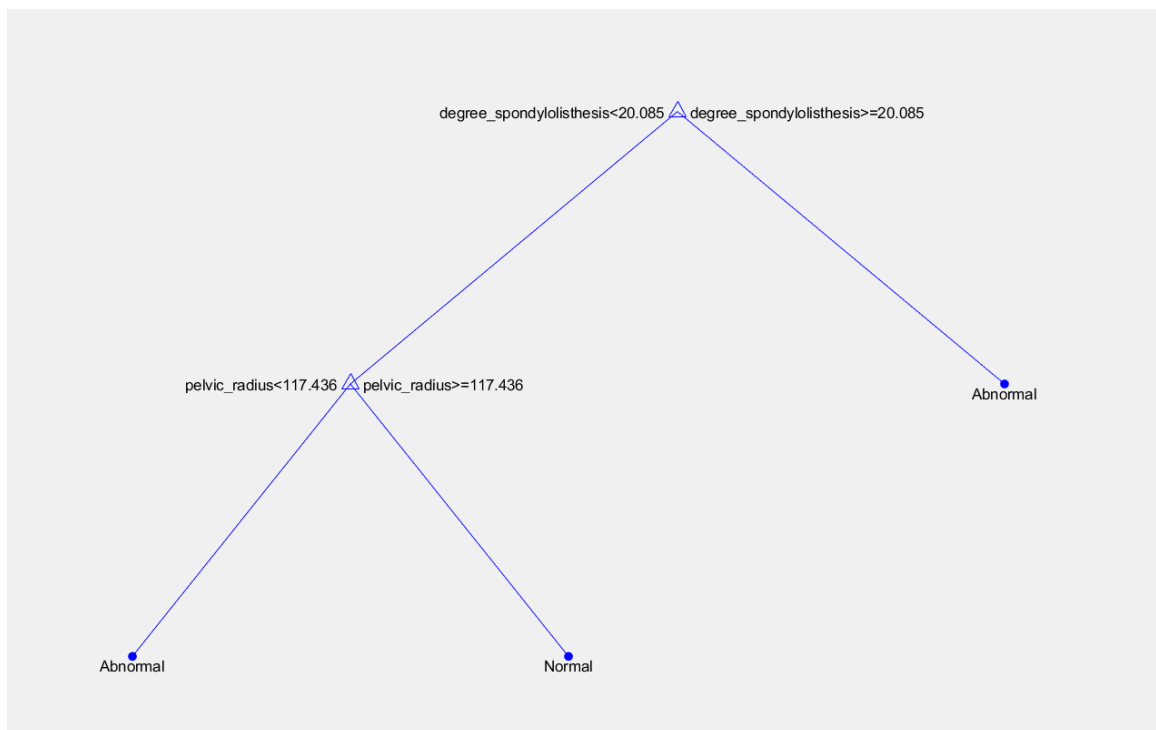 degree_spondylolisthesis<20.085 degree_spondylolisthesis>=20.085
pelvic_radius<117.436 pelvic_radius>=117.436
Abnormal
Abnormal
Normal